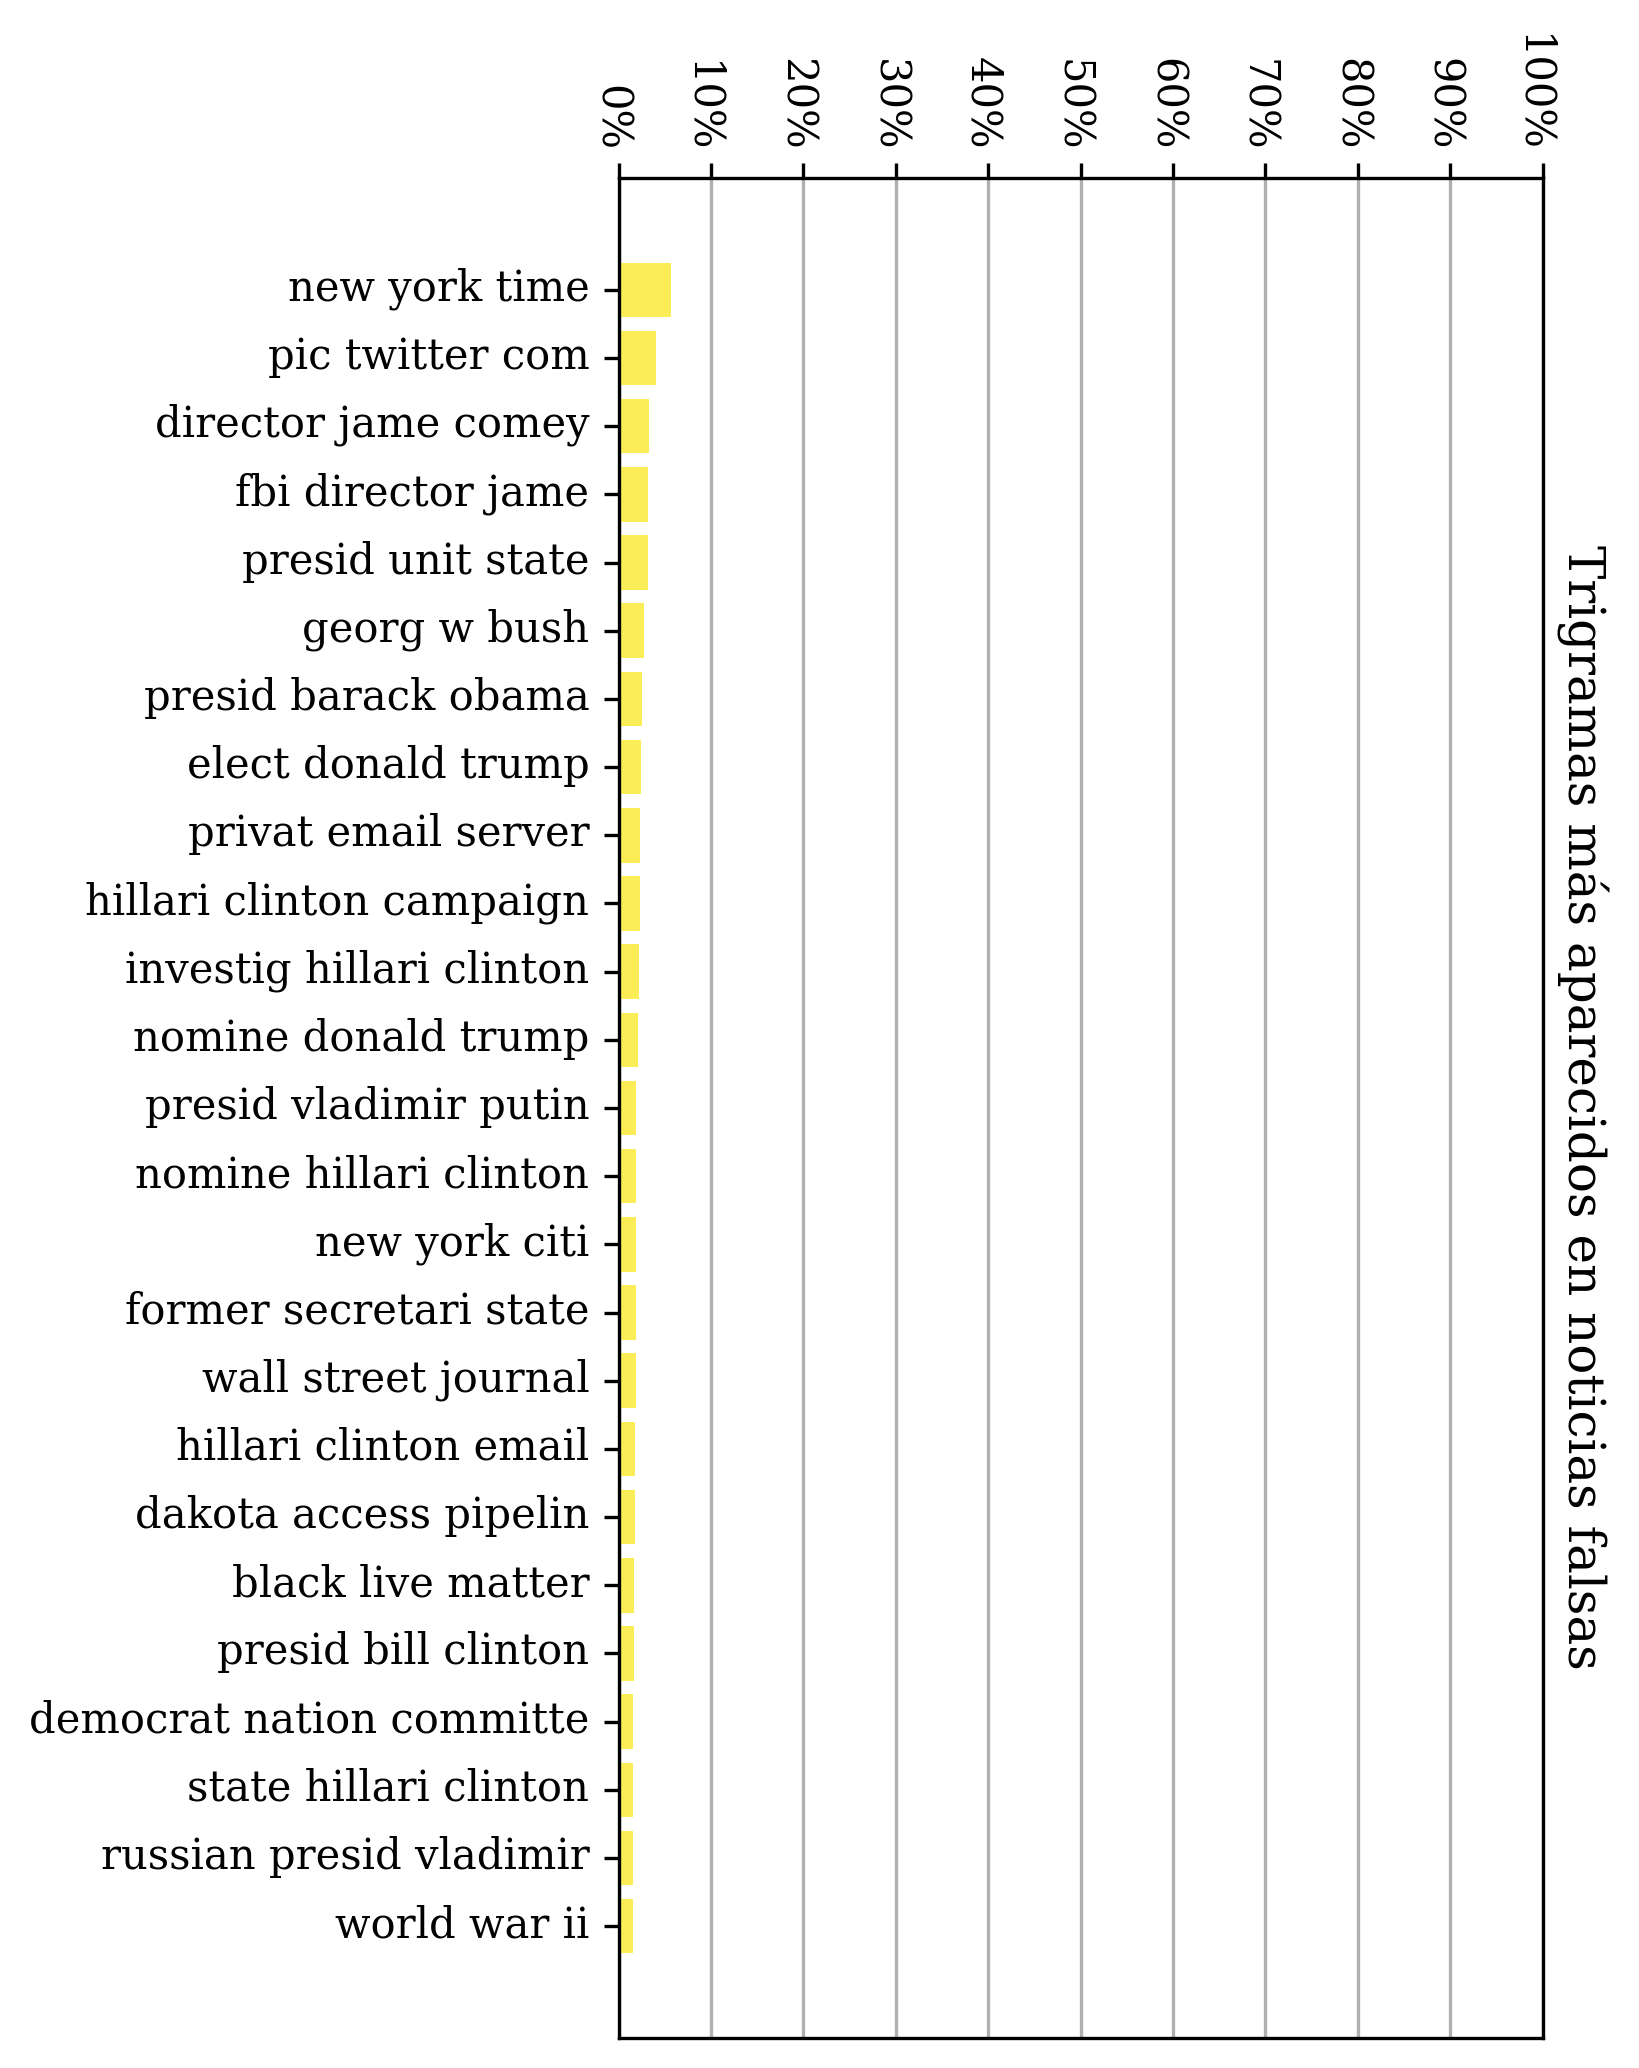 0%
10%
20%
30%
40%
50%
60%
70%
80%
90%
100%
Trigramas más aparecidos en noticias falsas
new york time
pic twitter com
director jame comey
fbi director jame
presid unit state
georg w bush
presid barack obama
elect donald trump
privat email server
hillari clinton campaign
investig hillari clinton
nomine donald trump
presid vladimir putin
nomine hillari clinton
new york citi
former secretari state
wall street journal
hillari clinton email
dakota access pipelin
black live matter
presid bill clinton
democrat nation committe
state hillari clinton
russian presid vladimir
world war ii